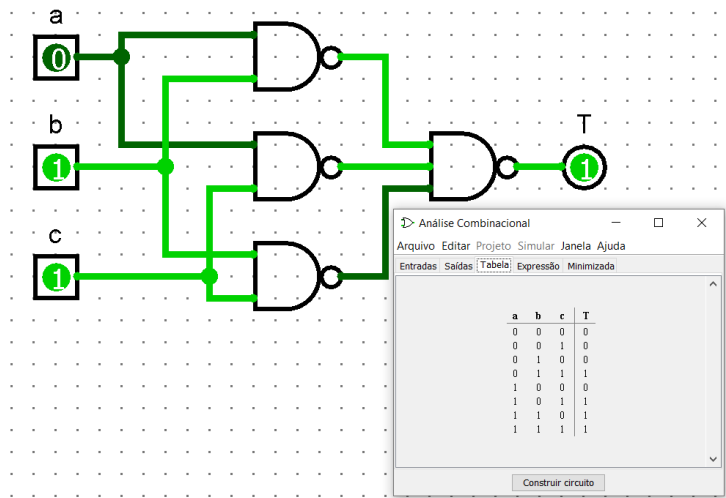 a
0
b
1
c
1
T
1
Análise Combinacional
Arquivo Editar Projeto Simular Janela Ajuda
Entradas Saídas Tabela Expressão Minimizada
a b c T
0 0 0 0
0 0 1 0
0 1 0 0
0 1 1 1
1 0 0 0
1 0 1 1
1 1 0 1
1 1 1 1
Construir circuito